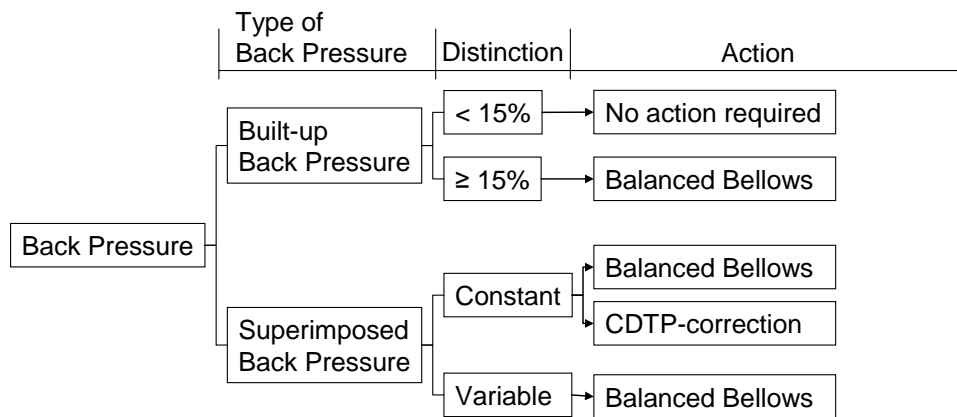 Type of
Back Pressure
Distinction
Action
Built-up
Back Pressure
< 15%
No action required
≥ 15%
Balanced Bellows
Back Pressure
Superimposed
Back Pressure
Constant
Balanced Bellows
CDTP-correction
Variable
Balanced Bellows